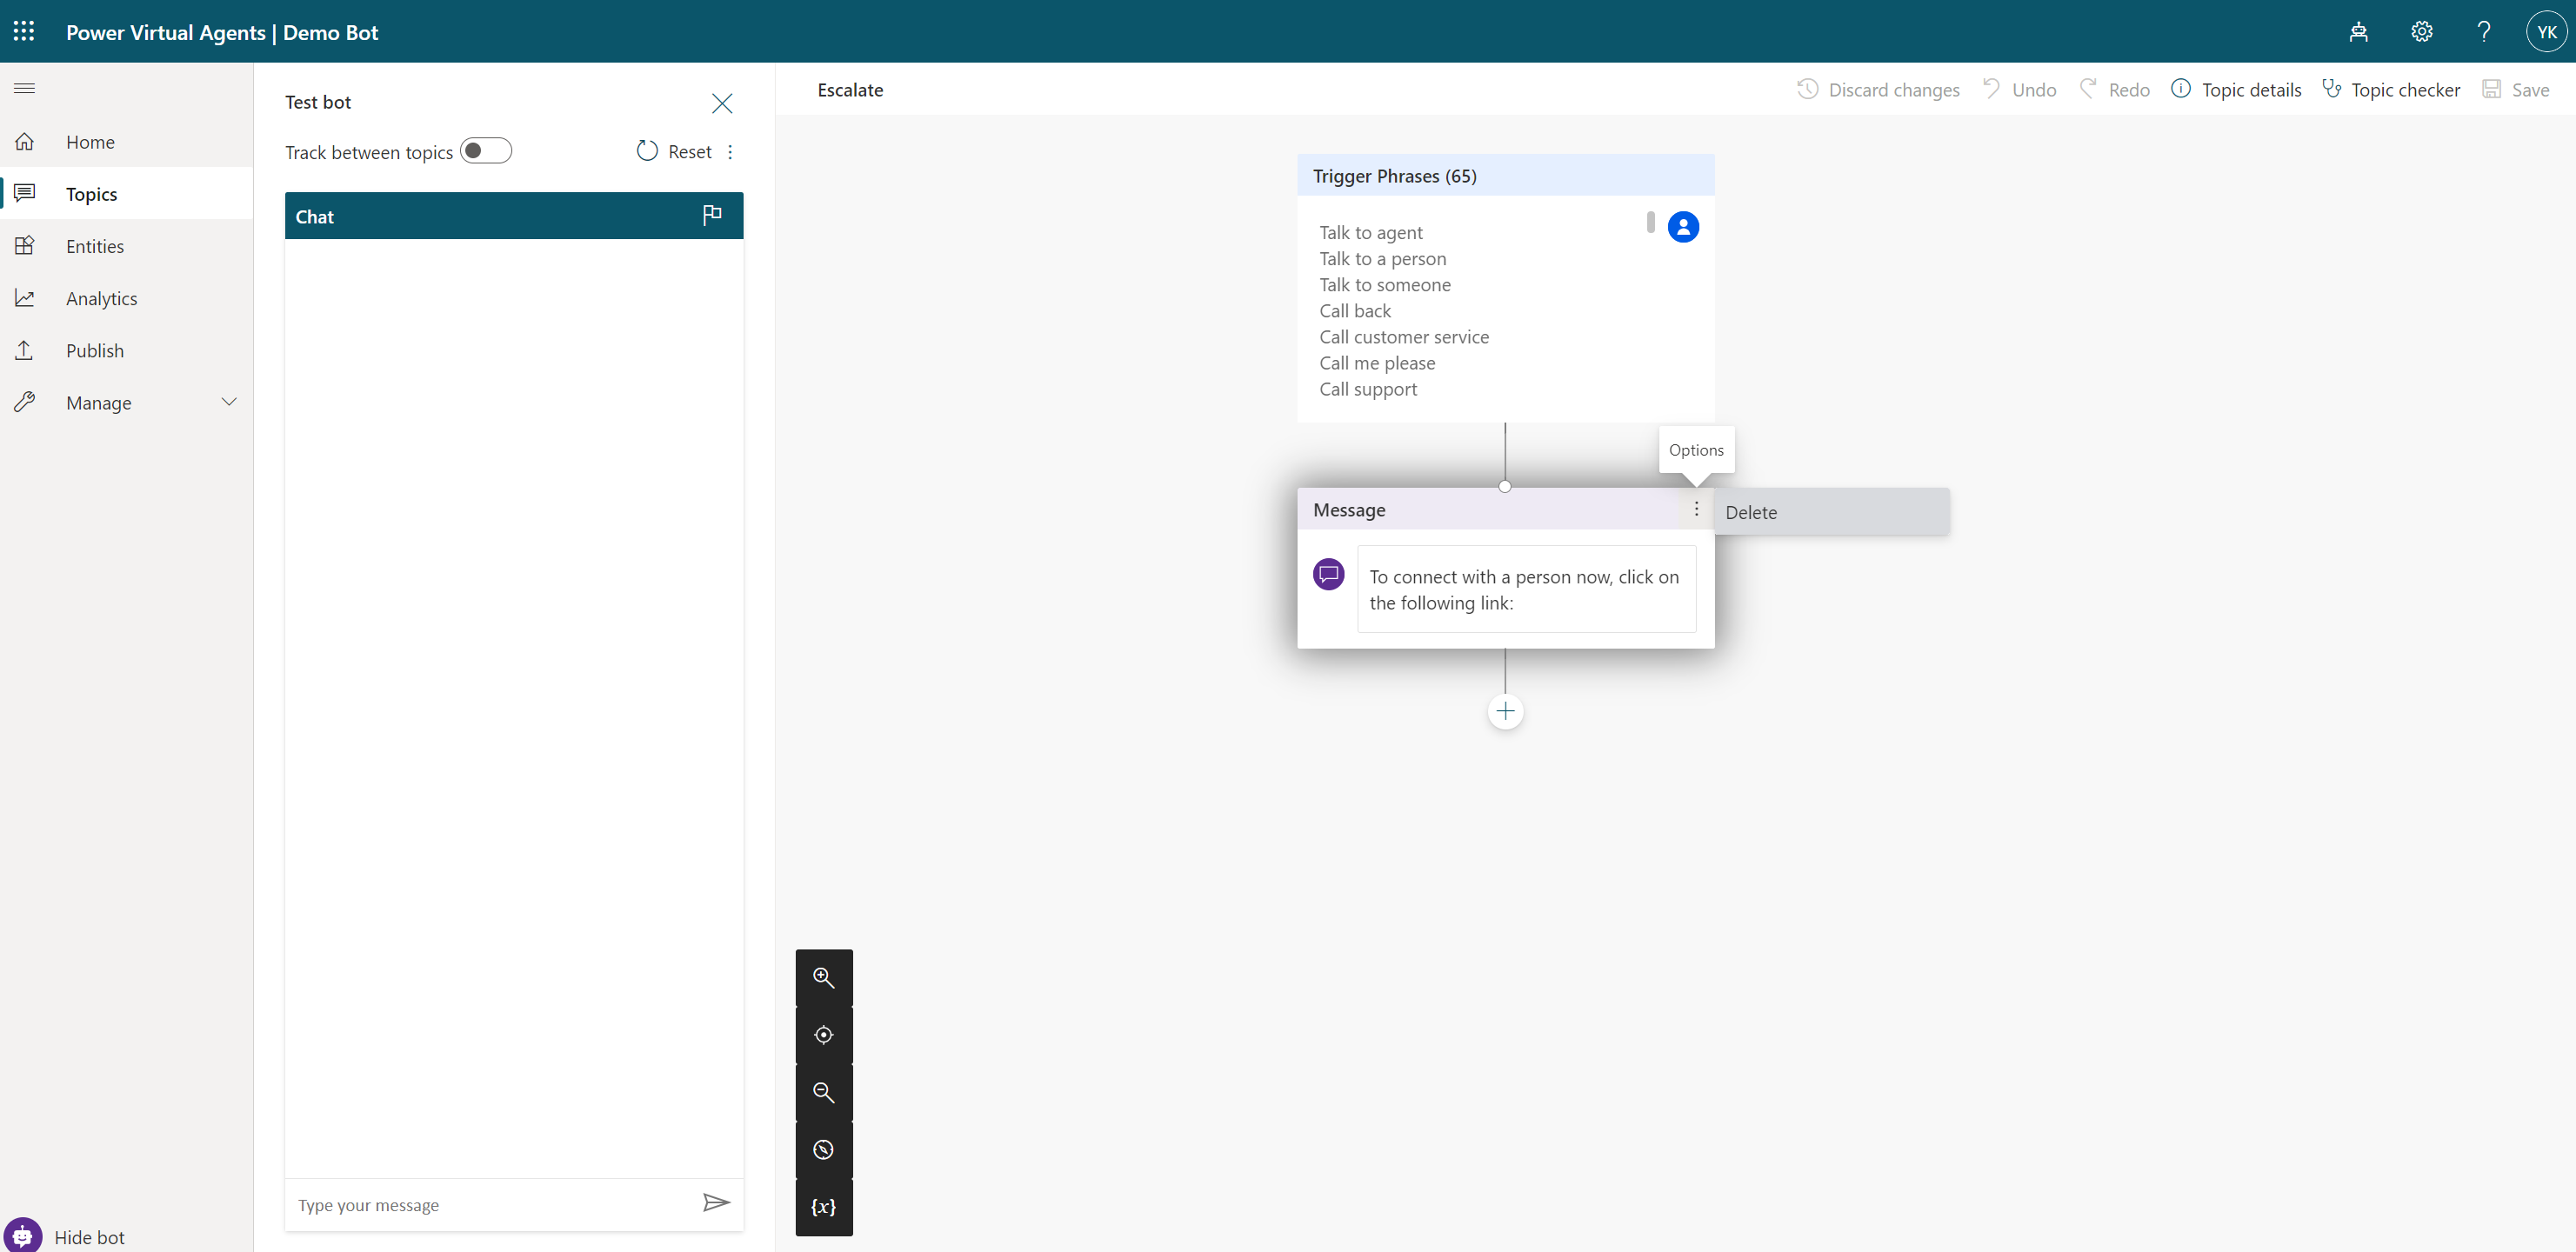 Power Virtual Agents | Demo Bot
YK
Home
Topics
Entities
Analytics
Publish
Manage
Hide bot
Test bot
Track between topics
Reset
Chat
Type your message
Escalate
Discard changes
Undo
Redo
Topic details
Topic checker
Save
Trigger Phrases (65)
Talk to agent
Talk to a person
Talk to someone
Call back
Call customer service
Call me please
Call support
Options
Message
Delete
To connect with a person now, click on
the following link:
{x}